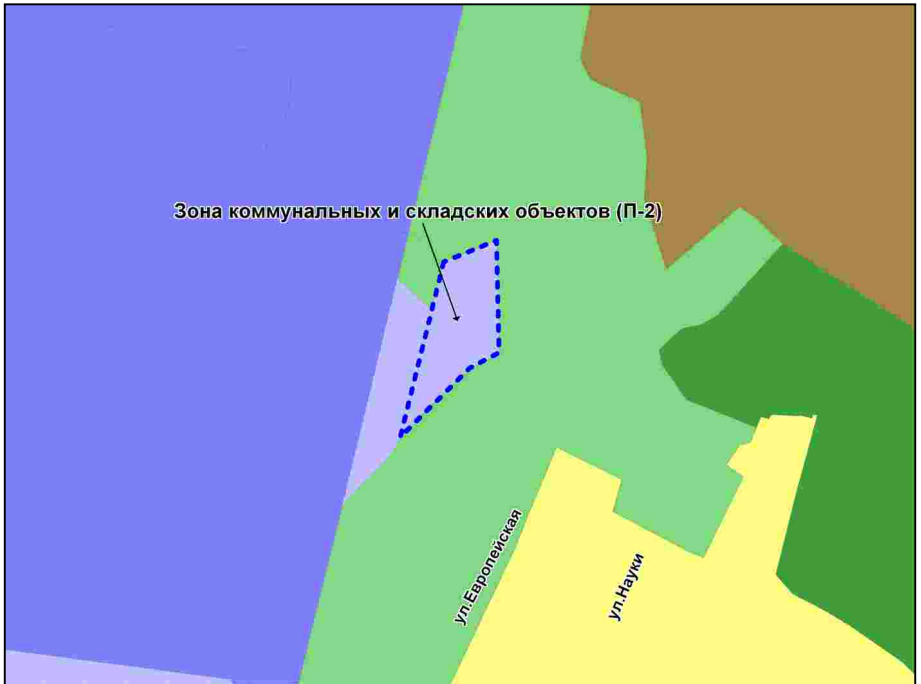 Зона коммунальных и складских объектов (П-2)
ул.Европейская
ул.Науки